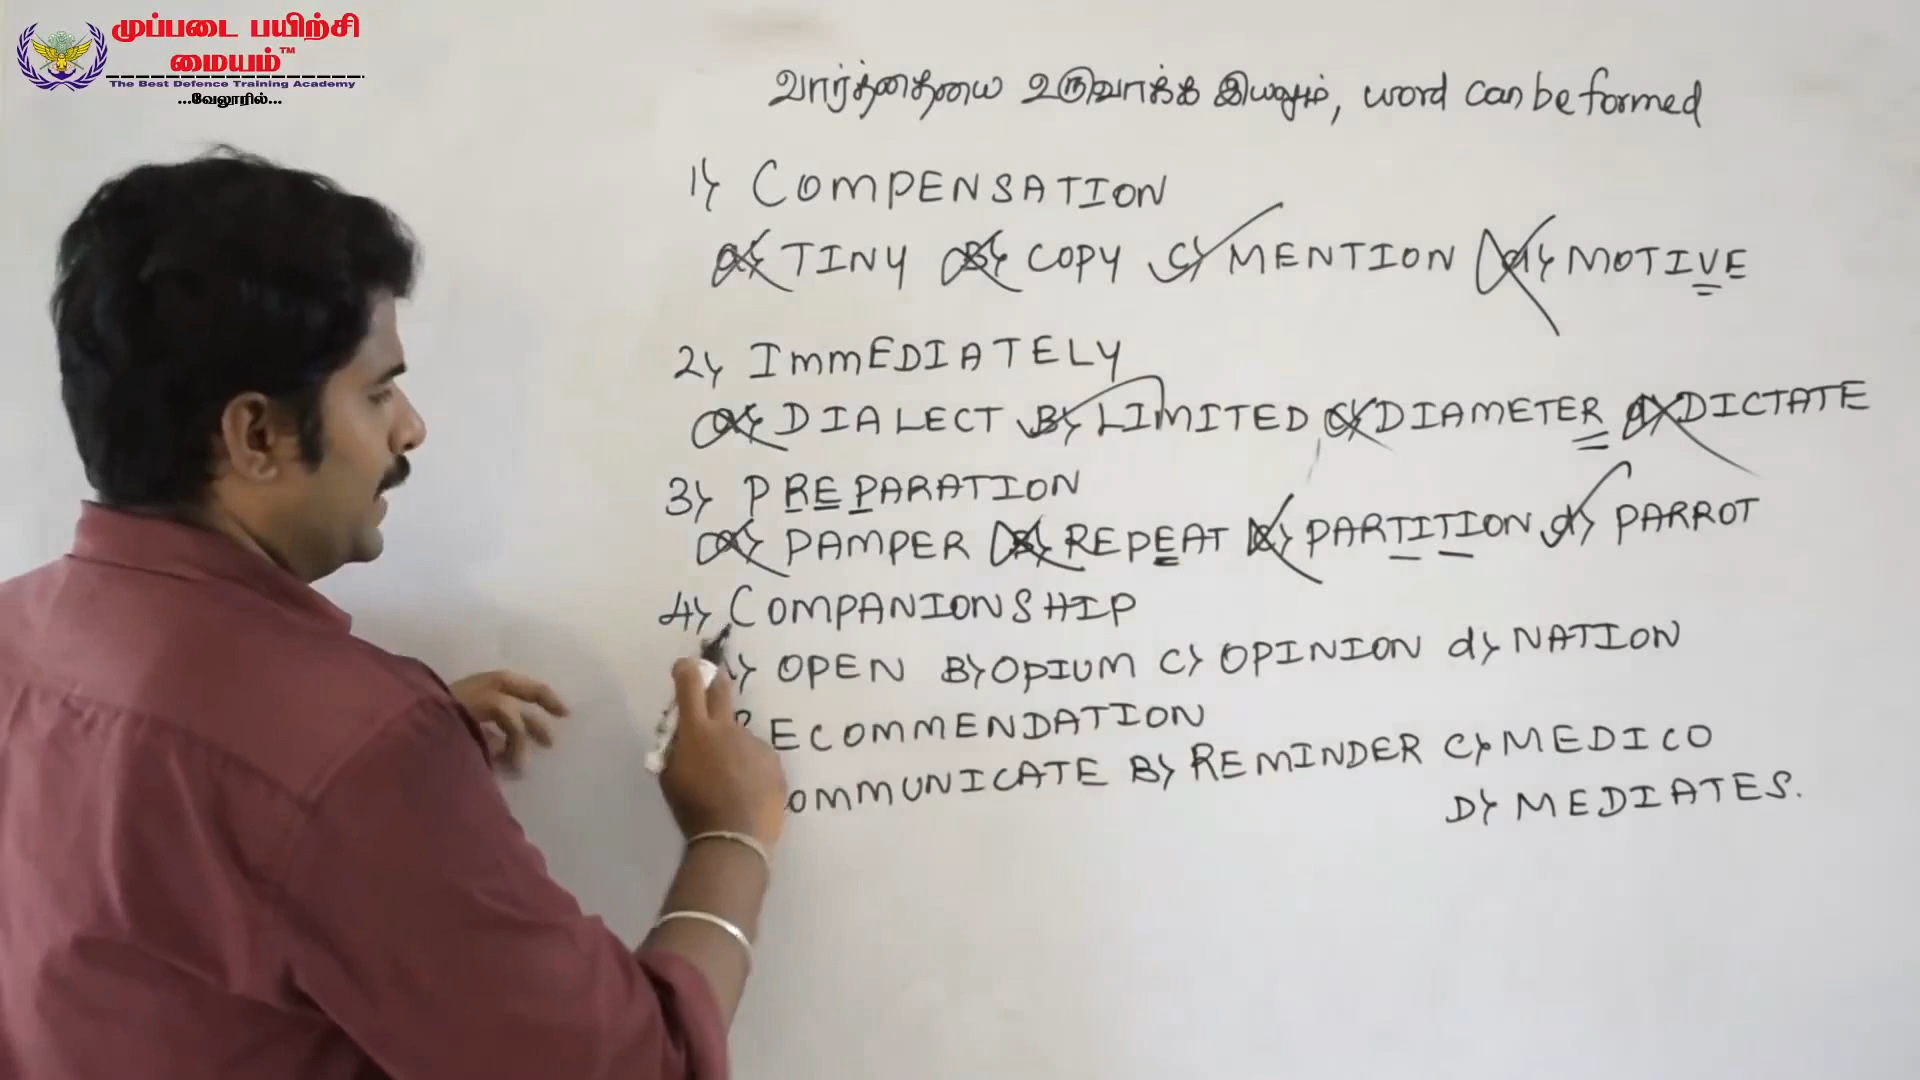 முப்படை பயிற்சி
மையம்™
The Best Defence Training Academy
...வேலூரில்...
வார்த்தையை உருவாக்க இயலும், word can be formed
1) COMPENSATION
a) TINY B) COPY c) MENTION d) MOTIVE
2) IMMEDIATELY
a) DIALECT B) LIMITED c) DIAMETER d) DICTATE
3) PREPARATION
a) PAMPER B) REPEAT c) PARTITION d) PARROT
4) COMPANIONSHIP
) OPEN B) OPIUM C) OPINION d) NATION
RECOMMENDATION
OMMUNICATE B) REMINDER C) MEDICO
D) MEDIATES.